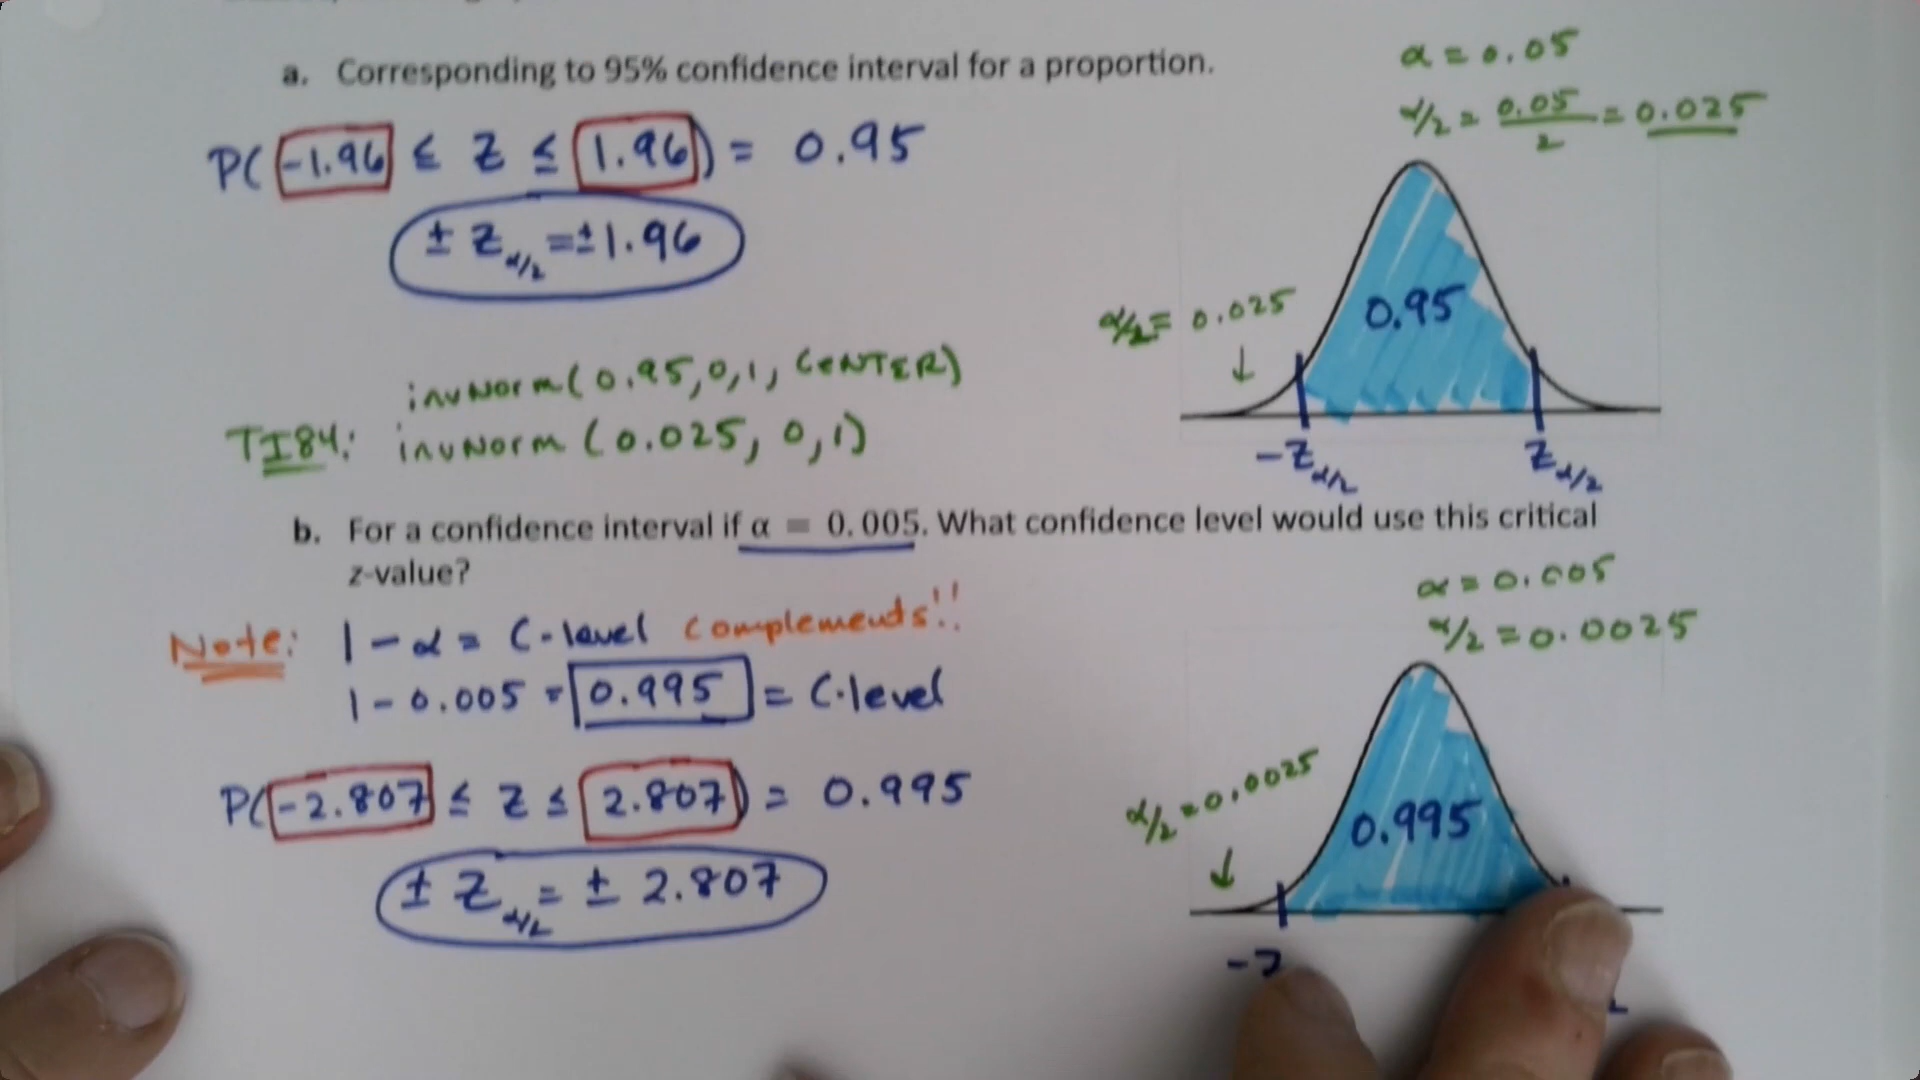 a. Corresponding to 95% confidence interval for a proportion.
α = 0.05
α/2 = 0.05/2 = 0.025
P( -1.96 ≤ Z ≤ 1.96 ) = 0.95
± Z α/2 = ± 1.96
α/2 = 0.025
↓
0.95
invNorm(0.95,0,1, CENTER)
TI84: invNorm (0.025, 0,1)
-Z α/2
Z α/2
b. For a confidence interval if α = 0.005. What confidence level would use this critical
z-value?
α = 0.005
α/2 = 0.0025
Note: 1 - α = C-level Complements!!
1 - 0.005 = 0.995 = C-level
P( -2.807 ≤ Z ≤ 2.807 ) = 0.995
± Z α/2 = ± 2.807
α/2 = 0.0025
↓
0.995